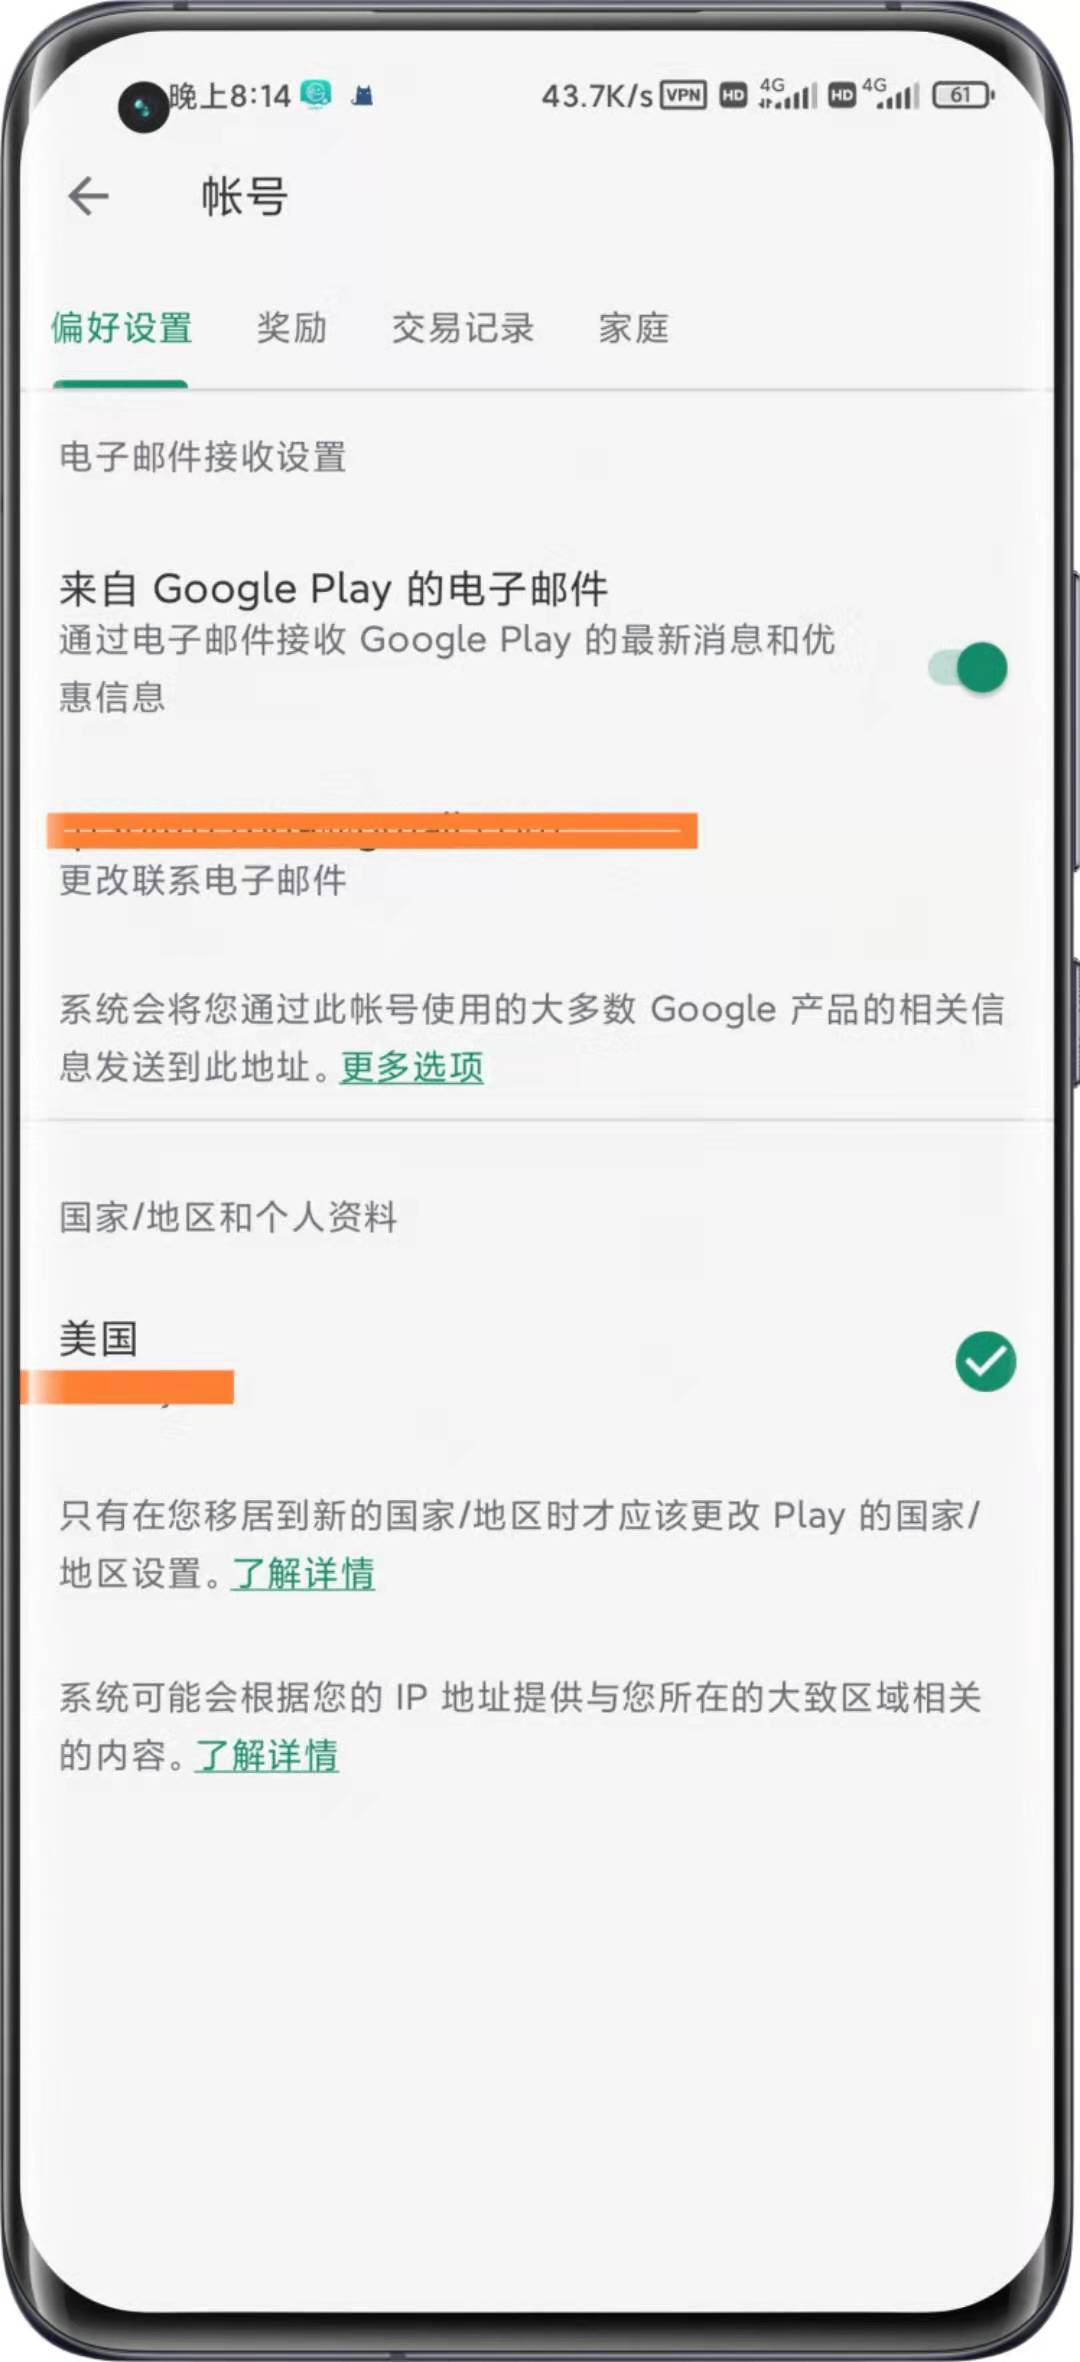 晚上8:14
43.7K/s VPN HD 4G HD 4G 61
帐号
偏好设置 奖励 交易记录 家庭
电子邮件接收设置
来自 Google Play 的电子邮件
通过电子邮件接收 Google Play 的最新消息和优
惠信息
更改联系电子邮件
系统会将您通过此帐号使用的大多数 Google 产品的相关信
息发送到此地址。更多选项
国家/地区和个人资料
美国
只有在您移居到新的国家/地区时才应该更改 Play 的国家/
地区设置。了解详情
系统可能会根据您的 IP 地址提供与您所在的大致区域相关
的内容。了解详情